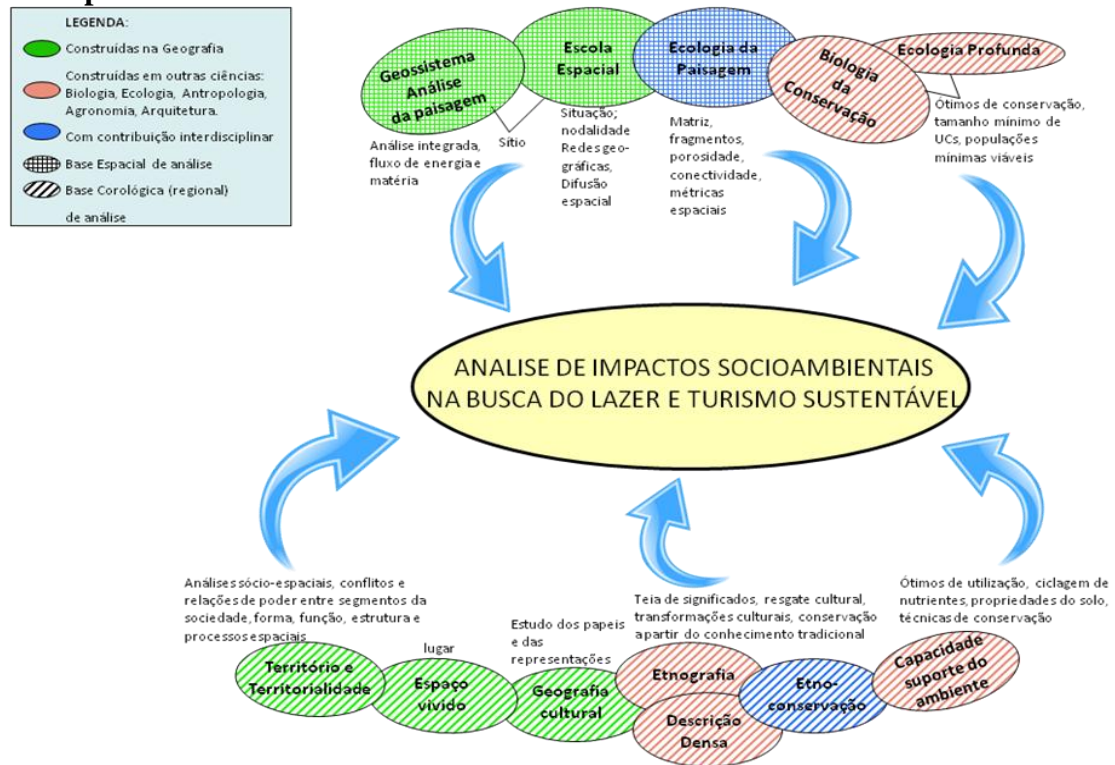 LEGENDA:
Construídas na Geografia
Construídas em outras ciências:
Biologia, Ecologia, Antropologia,
Agronomia, Arquitetura.
Com contribuição interdisciplinar
Base Espacial de análise
Base Corológica (regional)
de análise
Geossistema
Análise
da paisagem
Escola
Espacial
Ecologia da
Paisagem
Biologia
da
Conservação
Ecologia Profunda
Análise integrada,
fluxo de energia e
matéria
Sítio
Situação;
nodalidade
Redes geo-
gráficas,
Difusão
espacial
Matriz,
fragmentos,
porosidade,
conectividade,
métricas
espaciais
Ótimos de conservação,
tamanho mínimo de
UCs, populações
mínimas viáveis
ANALISE DE IMPACTOS SOCIOAMBIENTAIS
NA BUSCA DO LAZER E TURISMO SUSTENTÁVEL
Análises sócio-espaciais, conflitos e
relações de poder entre segmentos da
sociedade, forma, função, estrutura e
processos espaciais
lugar
Estudo dos papeis
e das
representações
Teia de significados, resgate cultural,
transformações culturais, conservação
a partir do conhecimento tradicional
Ótimos de utilização, ciclagem de
nutrientes, propriedades do solo,
técnicas de conservação
Território e
Territorialidade
Espaço
vivido
Geografia
cultural
Etnografia
Descrição
Densa
Etno-
conservação
Capacidade
suporte do
ambiente